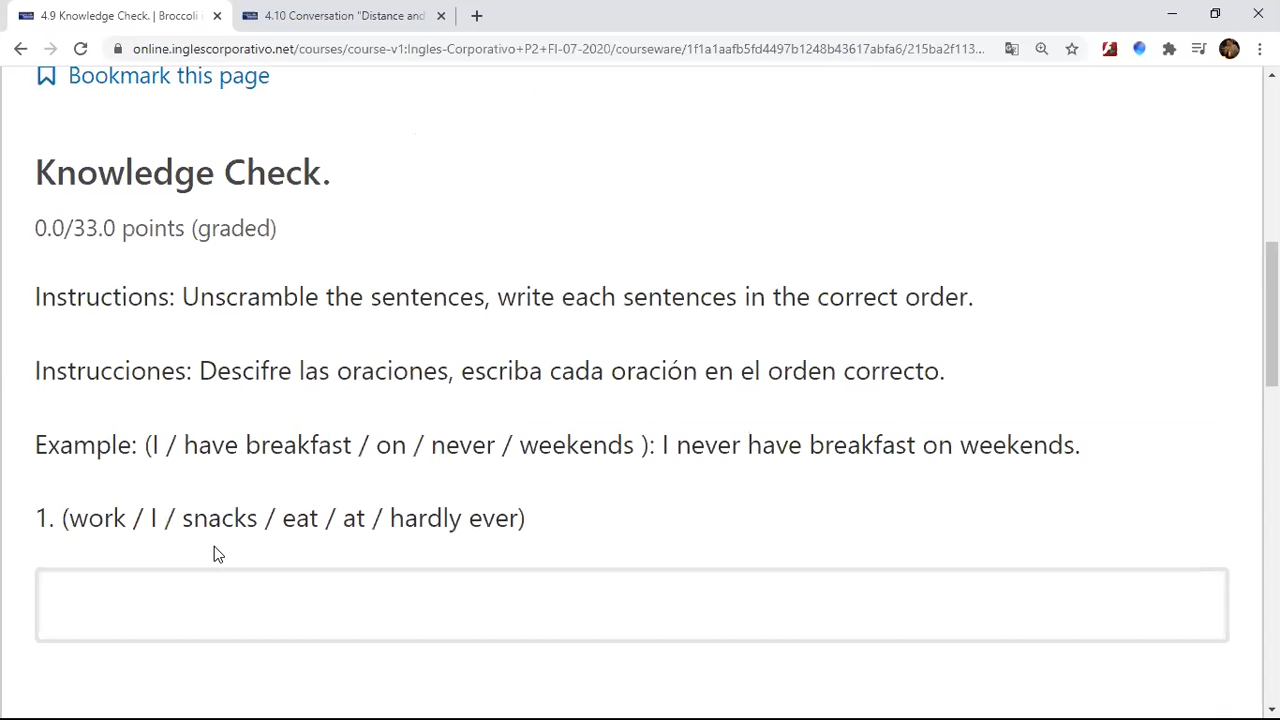 4.9 Knowledge Check. | Broccoli i
4.10 Conversation "Distance and
online.inglescorporativo.net/courses/course-v1:Ingles-Corporativo+P2+FI-07-2020/courseware/1f1a1aafb5fd4497b1248b43617abfa6/215ba2f113...
Bookmark this page
Knowledge Check.
0.0/33.0 points (graded)
Instructions: Unscramble the sentences, write each sentences in the correct order.
Instrucciones: Descifre las oraciones, escriba cada oración en el orden correcto.
Example: (I / have breakfast / on / never / weekends ): I never have breakfast on weekends.
1. (work / I / snacks / eat / at / hardly ever)